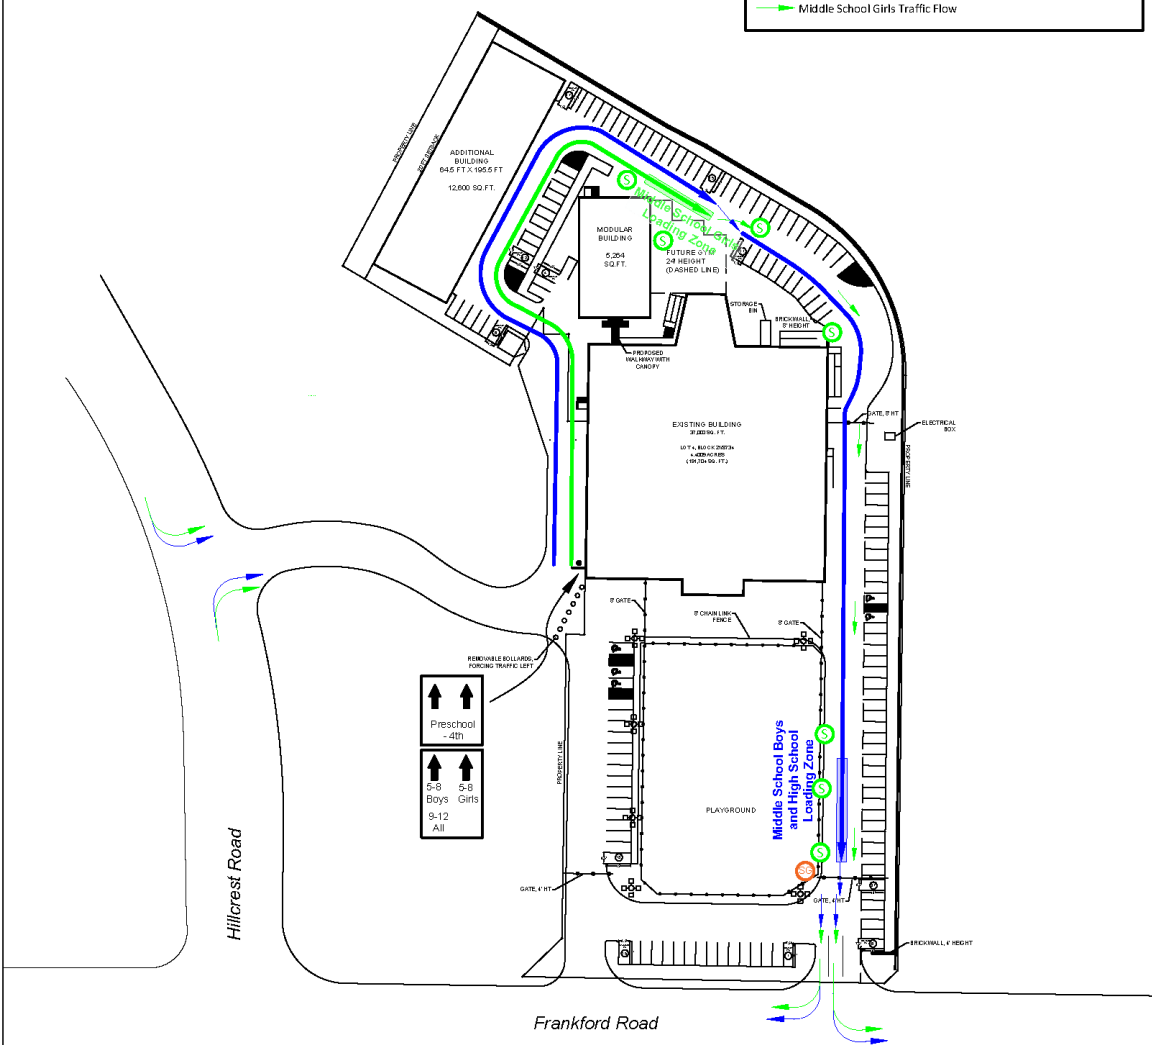 Middle School Girls Traffic Flow
PROPERTY LINE
ADDITIONAL
BUILDING
64.5 FT X 195.5 FT
12,600 SQ.FT.
S
Middle School Girls
Loading Zone
S
S
MODULAR
BUILDING
5,264
SQ.FT.
FUTURE GYM
24' HEIGHT
(DASHED LINE)
STORAGE
BIN
BRICKWALL,
8' HEIGHT
S
PROPOSED
WALKWAY WITH
CANOPY
GATE, 8' HT
ELECTRICAL
BOX
EXISTING BUILDING
PROPERTY LINE
8' GATE
8' CHAIN LINK
FENCE
8' GATE
REMOVABLE BOLLARDS,
FORCING TRAFFIC LEFT
Preschool
- 4th
5-8
Boys
5-8
Girls
9-12
All
PROPERTY LINE
S
Middle School Boys
and High School
Loading Zone
S
PLAYGROUND
S
SG
Hillcrest Road
GATE, 4' HT
GATE, 4' HT
BRICKWALL, 6' HEIGHT
Frankford Road